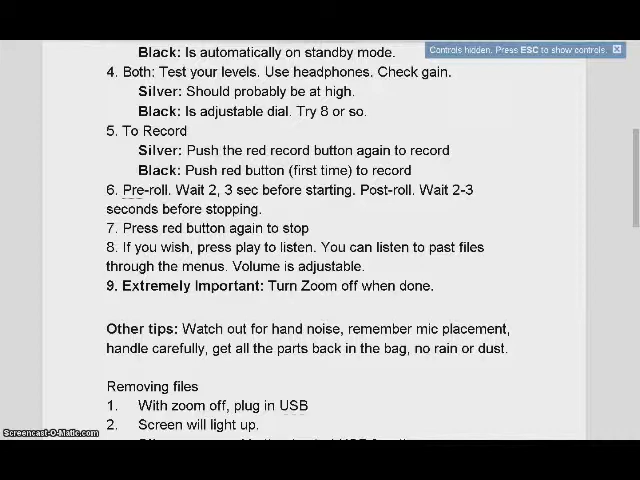 Black: Is automatically on standby mode.
Controls hidden. Press ESC to show controls.
4. Both: Test your levels. Use headphones. Check gain.
Silver: Should probably be at high.
Black: Is adjustable dial. Try 8 or so.
5. To Record
Silver: Push the red record button again to record
Black: Push red button (first time) to record
6. Pre-roll. Wait 2, 3 sec before starting. Post-roll. Wait 2-3
seconds before stopping.
7. Press red button again to stop
8. If you wish, press play to listen. You can listen to past files
through the menus. Volume is adjustable.
9. Extremely Important: Turn Zoom off when done.
Other tips: Watch out for hand noise, remember mic placement,
handle carefully, get all the parts back in the bag, no rain or dust.
Removing files
1. With zoom off, plug in USB
2. Screen will light up.
Screencast-O-Matic.com